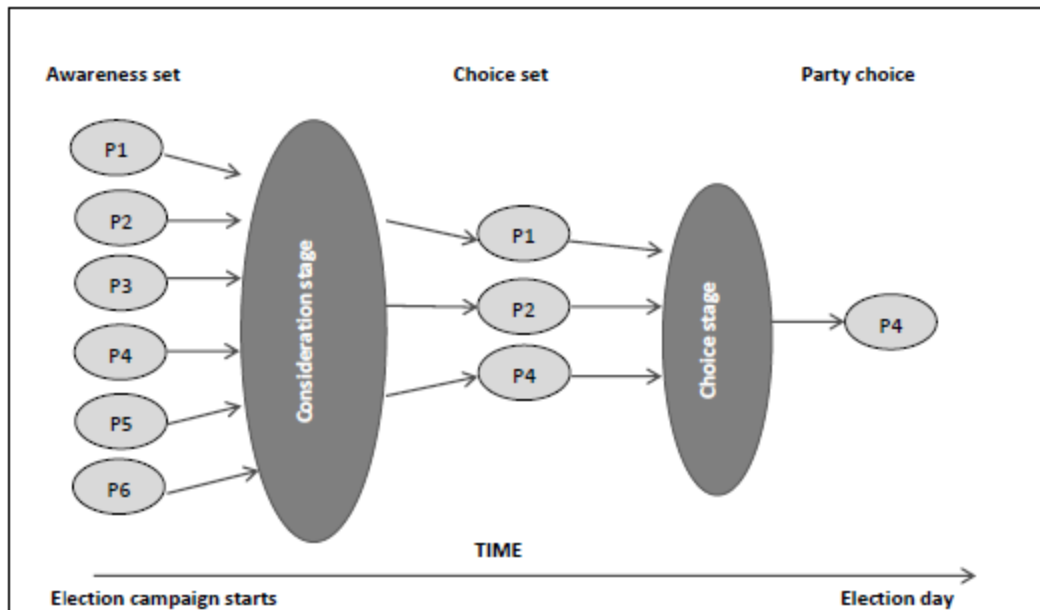 Awareness set
Choice set
Party choice
P1
P2
P3
P4
P5
P6
Consideration stage
P1
P2
P4
Choice stage
P4
TIME
Election campaign starts
Election day